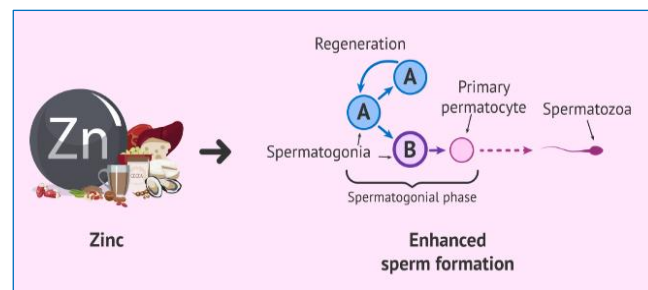 Regeneration
A
A
Primary
permatocyte
Spermatozoa
Zn
Spermatogonia
B
Spermatogonial phase
Zinc
Enhanced
sperm formation